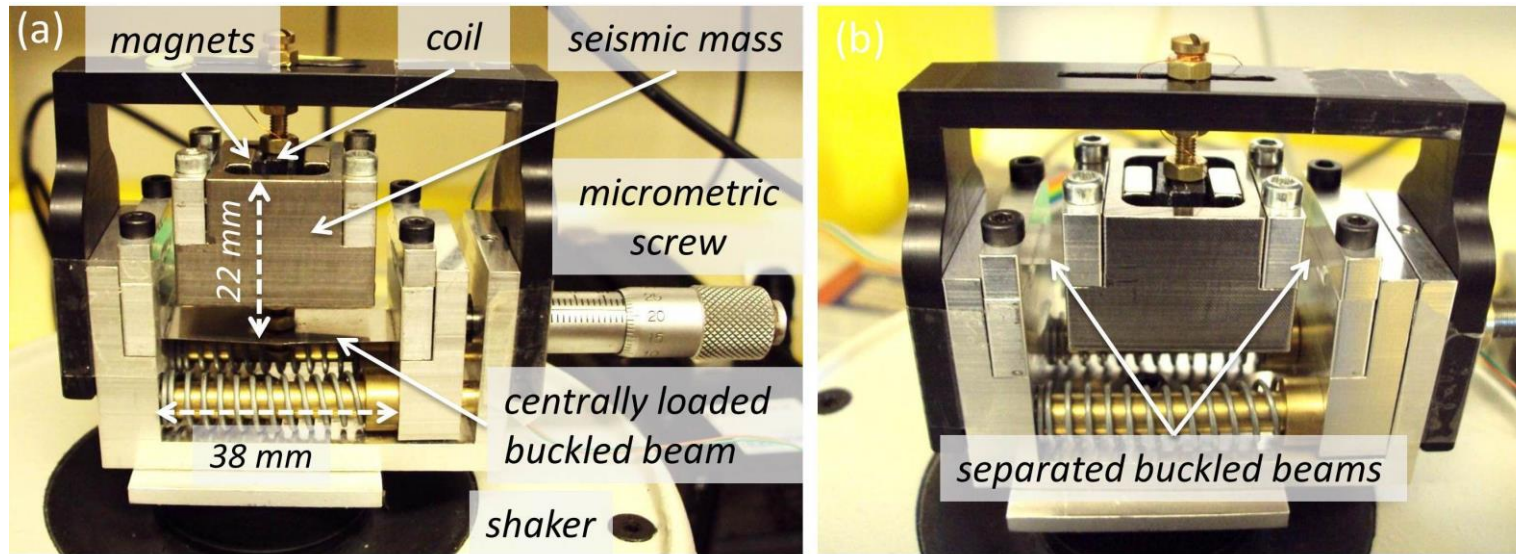 (a)
magnets
coil
seismic mass
micrometric
screw
22 mm
20
15
centrally loaded
buckled beam
38 mm
shaker
(b)
separated buckled beams